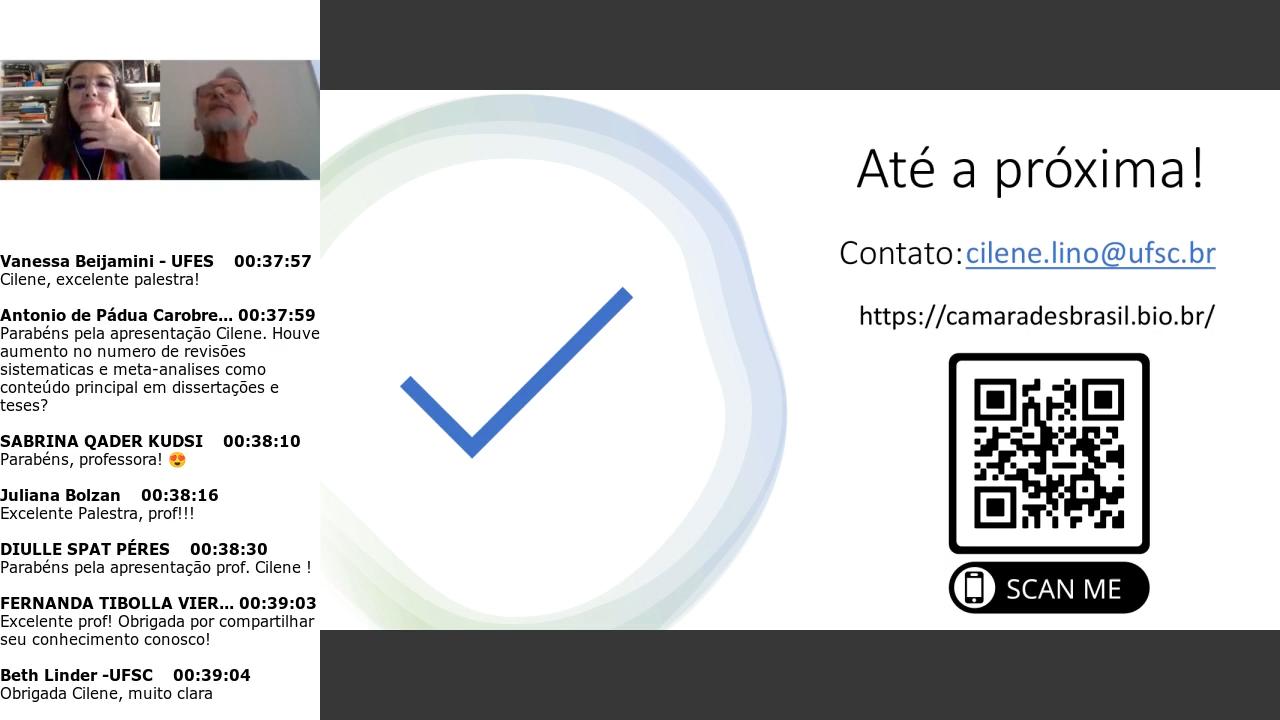 Vanessa Beijamini - UFES 00:37:57
Cilene, excelente palestra!
Antonio de Pádua Carobre... 00:37:59
Parabéns pela apresentação Cilene. Houve
aumento no numero de revisões
sistematicas e meta-analises como
conteúdo principal em dissertações e
teses?
SABRINA QADER KUDSI 00:38:10
Parabéns, professora! 😍
Juliana Bolzan 00:38:16
Excelente Palestra, prof!!!
DIULLE SPAT PÉRES 00:38:30
Parabéns pela apresentação prof. Cilene !
FERNANDA TIBOLLA VIER... 00:39:03
Excelente prof! Obrigada por compartilhar
seu conhecimento conosco!
Beth Linder -UFSC 00:39:04
Obrigada Cilene, muito clara
Até a próxima!
Contato: cilene.lino@ufsc.br
https://camaradesbrasil.bio.br/
SCAN ME